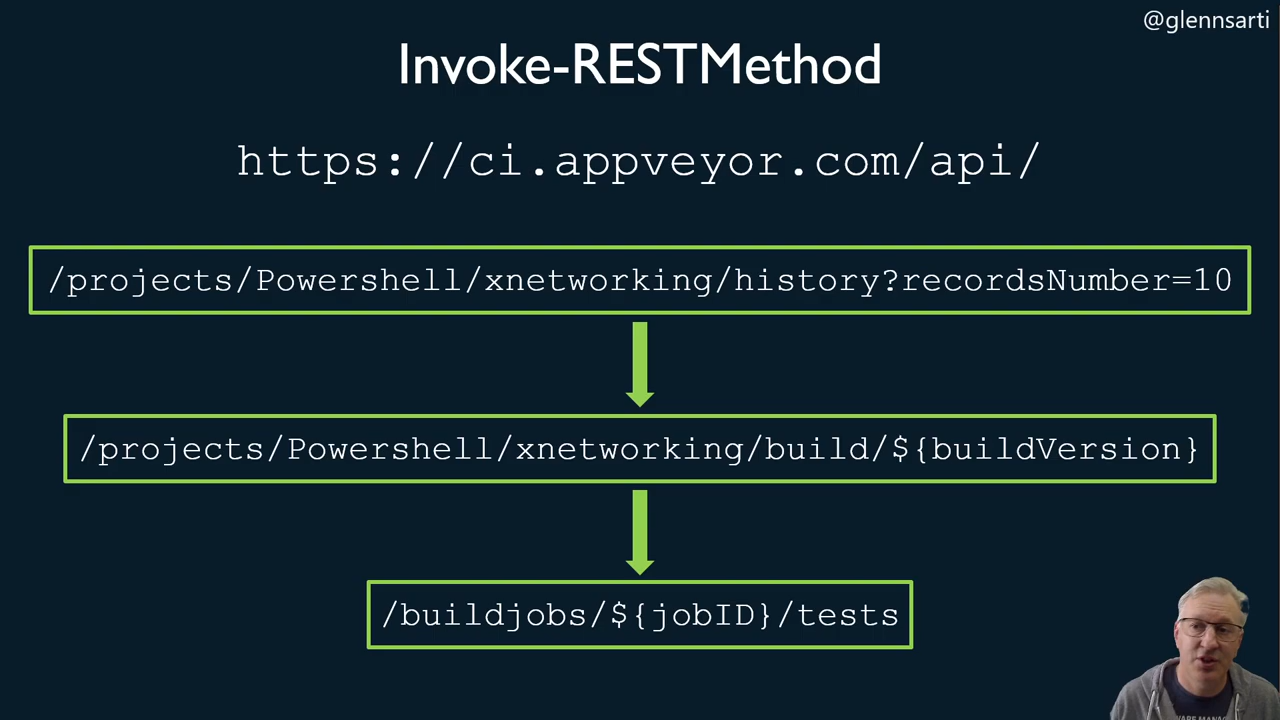 @glennsarti
Invoke-RESTMethod
https://ci.appveyor.com/api/
/projects/Powershell/xnetworking/history?recordsNumber=10
/projects/Powershell/xnetworking/build/${buildVersion}
/buildjobs/${jobID}/tests